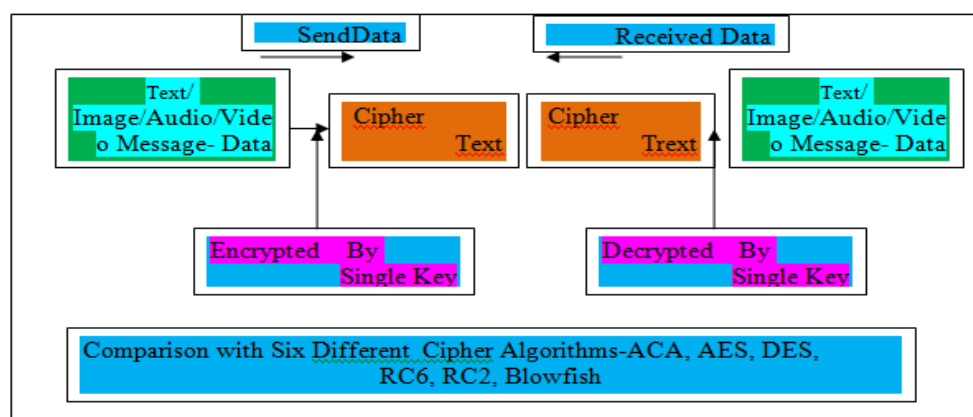 SendData
Received Data
Text/
Image/Audio/Vide
o Message- Data
Cipher
Text
Cipher
Trext
Text/
Image/Audio/Vide
o Message- Data
Encrypted By
Single Key
Decrypted By
Single Key
Comparison with Six Different Cipher Algorithms-ACA, AES, DES,
RC6, RC2, Blowfish